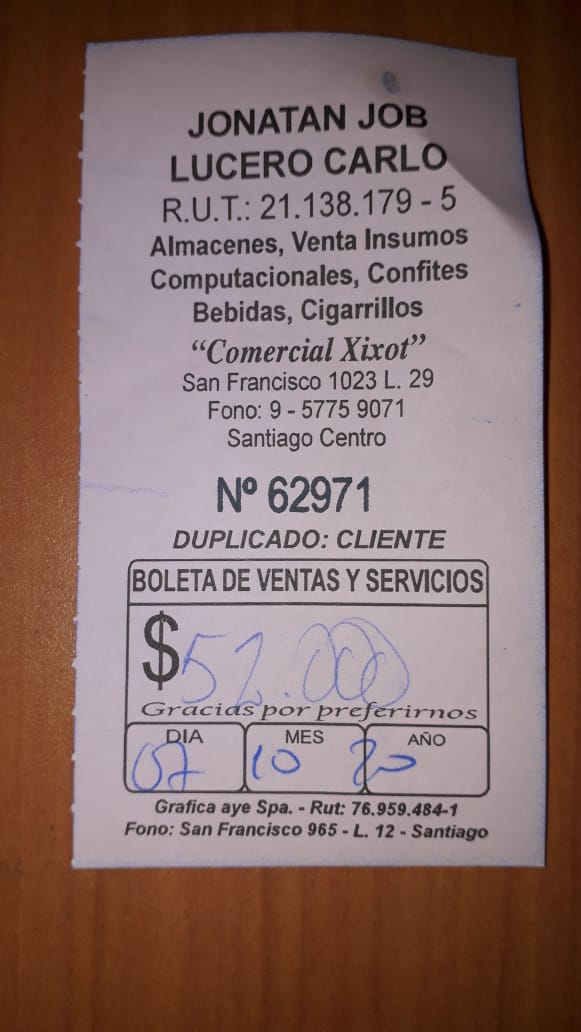 JONATAN JOB
LUCERO CARLO
R.U.T.: 21.138.179 - 5
Almacenes, Venta Insumos
Computacionales, Confites
Bebidas, Cigarrillos
“Comercial Xixot”
San Francisco 1023 L. 29
Fono: 9 - 5775 9071
Santiago Centro
Nº 62971
DUPLICADO: CLIENTE
BOLETA DE VENTAS Y SERVICIOS
$ 52.000
Gracias por preferirnos
DIA MES AÑO
07 10 20
Grafica aye Spa. - Rut: 76.959.484-1
Fono: San Francisco 965 - L. 12 - Santiago